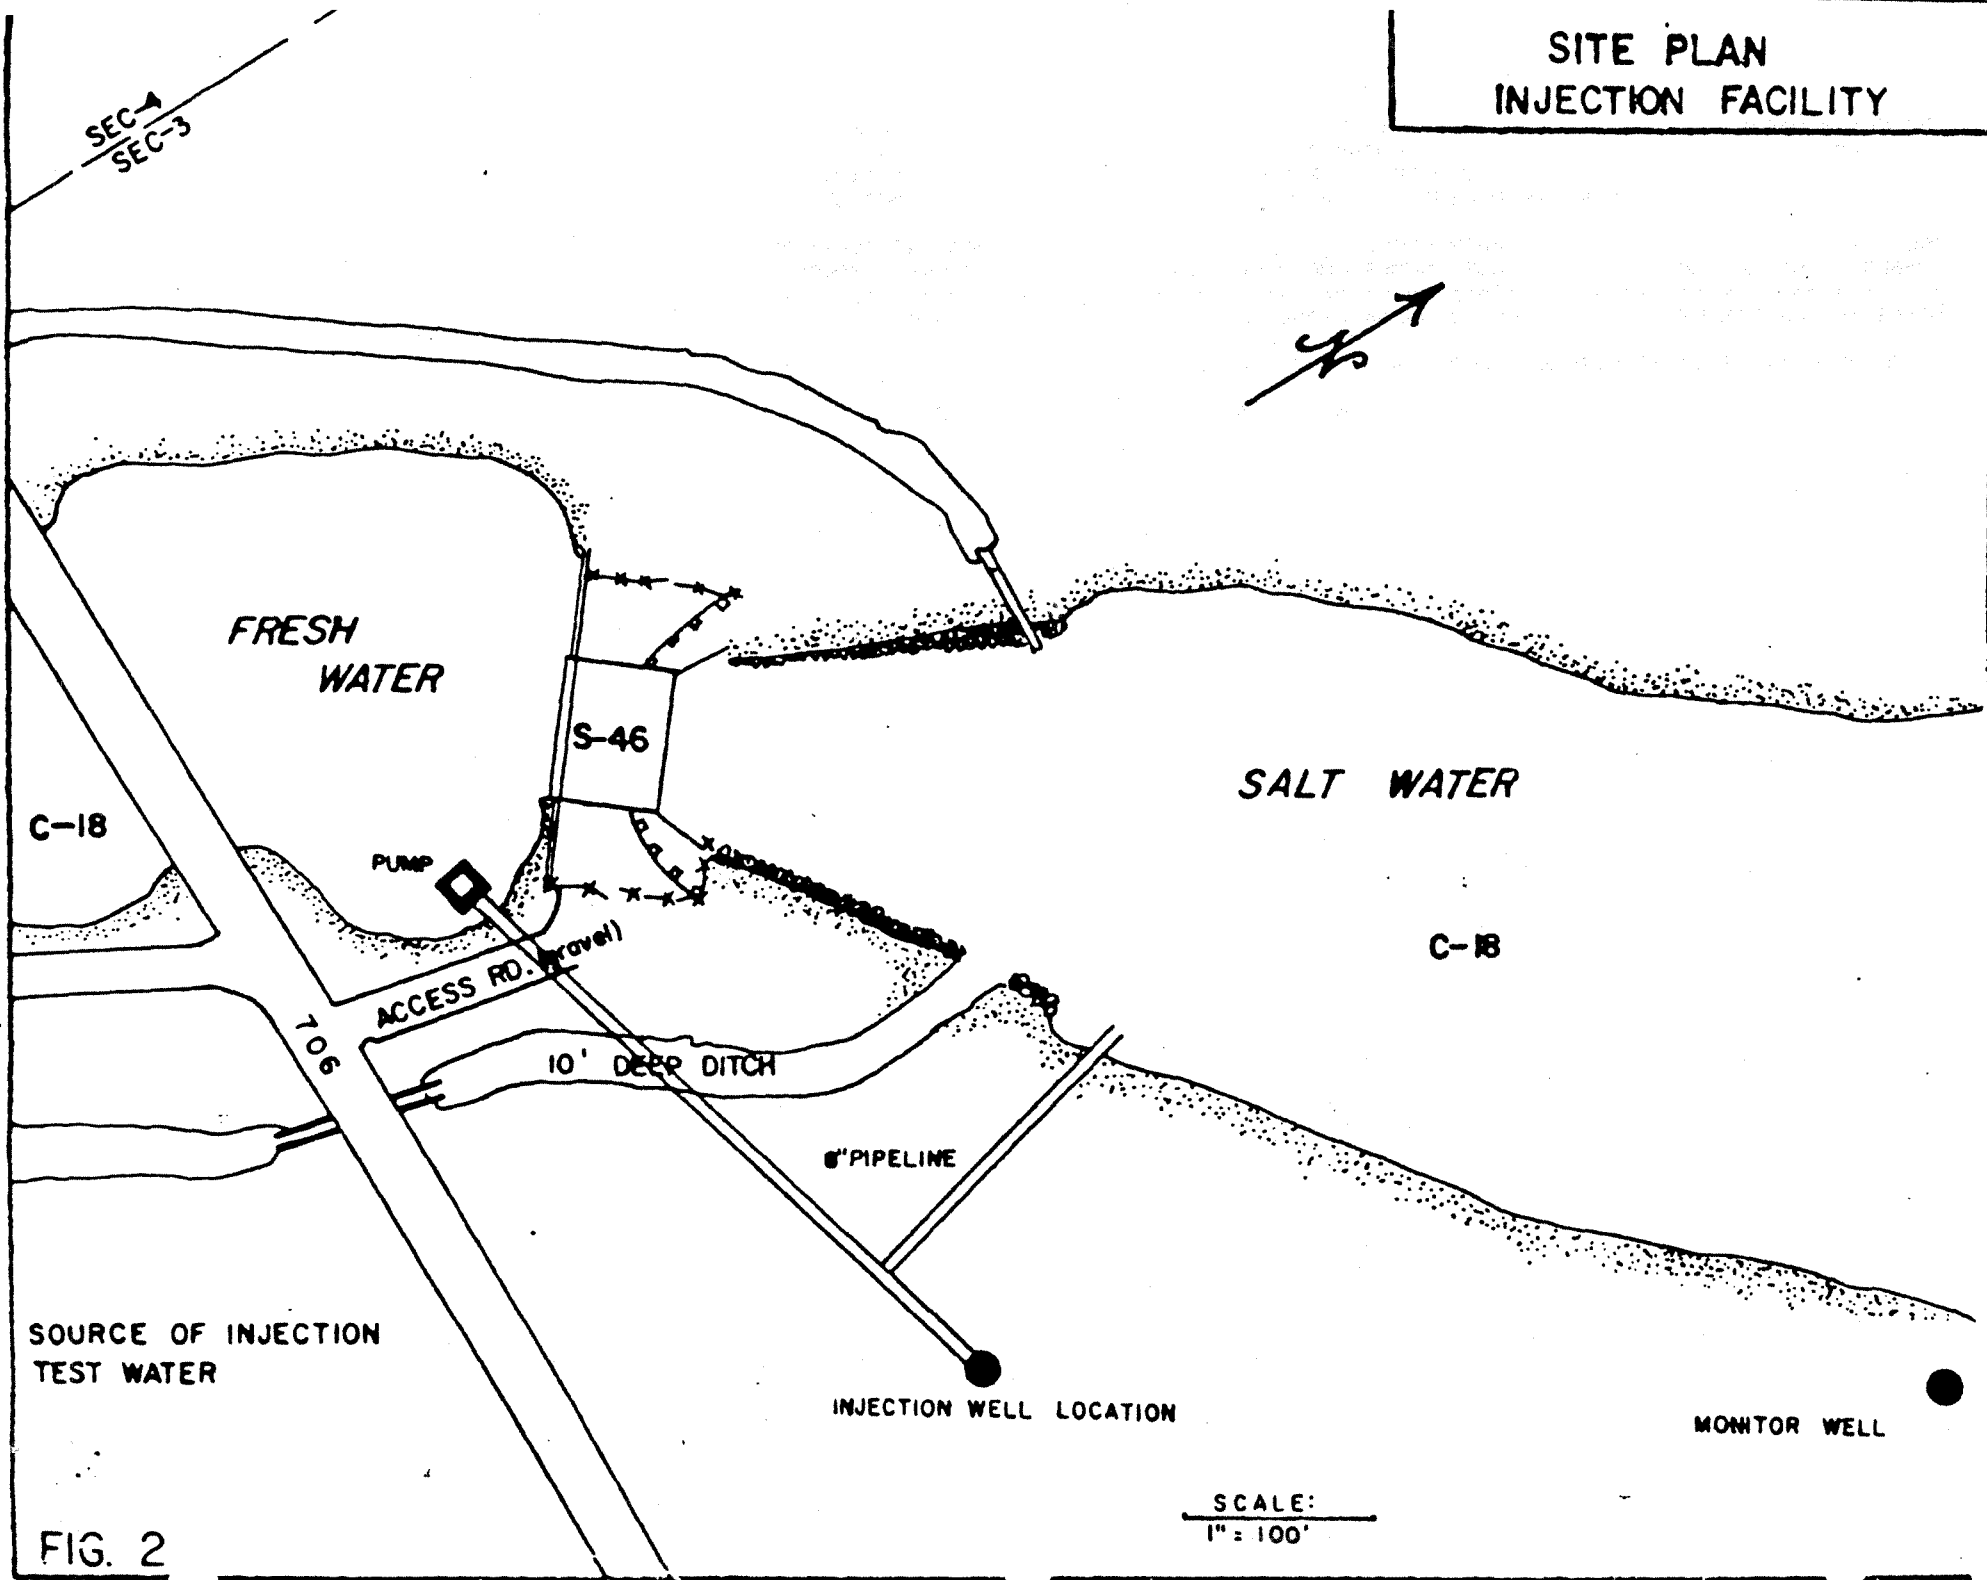 SITE PLAN
INJECTION FACILITY
SEC-4
SEC-3
N
FRESH
WATER
S-46
SALT WATER
C-18
PUMP
C-18
ACCESS RD. (Gravel)
706
10' DEEP DITCH
8" PIPELINE
SOURCE OF INJECTION
TEST WATER
INJECTION WELL LOCATION
MONITOR WELL
SCALE:
1" = 100'
FIG. 2